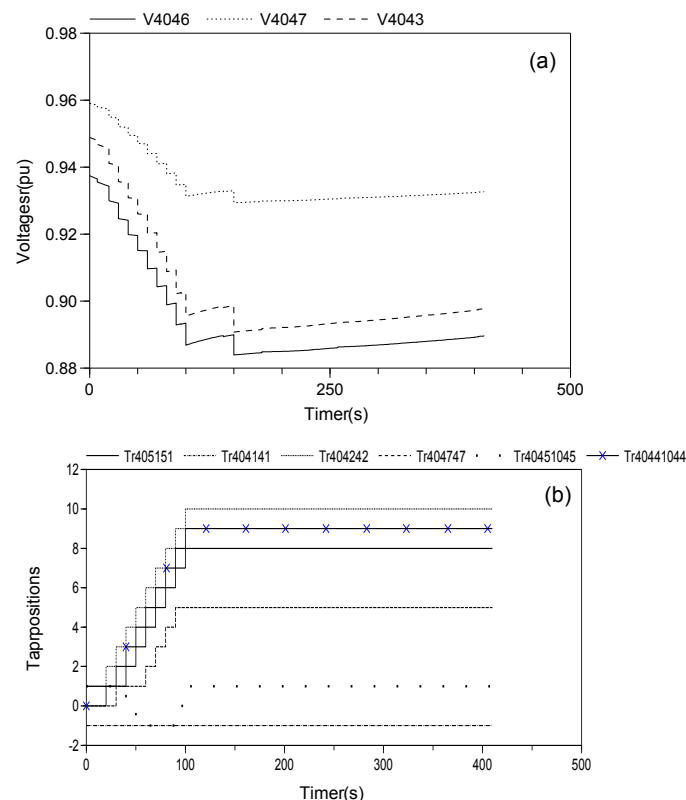 V4046 V4047 V4043
0.98
(a)
0.96
0.94
0.92
0.90
0.88
Voltagesr(pu)
0 250 500
Timer(s)
Tr405151 Tr404141 Tr404242 Tr404747 Tr40451045 Tr40441044
12
(b)
10
8
6
4
2
0
-2
Taprpositions
0 100 200 300 400 500
Timer(s)